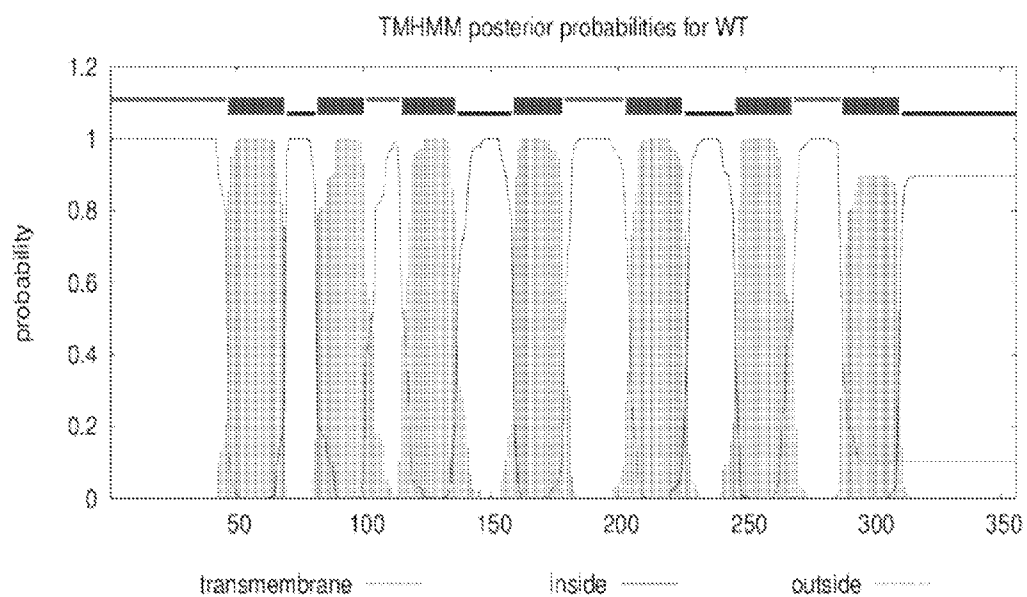 TMHMM posterior probabilities for WT
1.2
1
0.8
0.6
0.4
0.2
0
probability
50 100 150 200 250 300 350
transmembrane inside outside